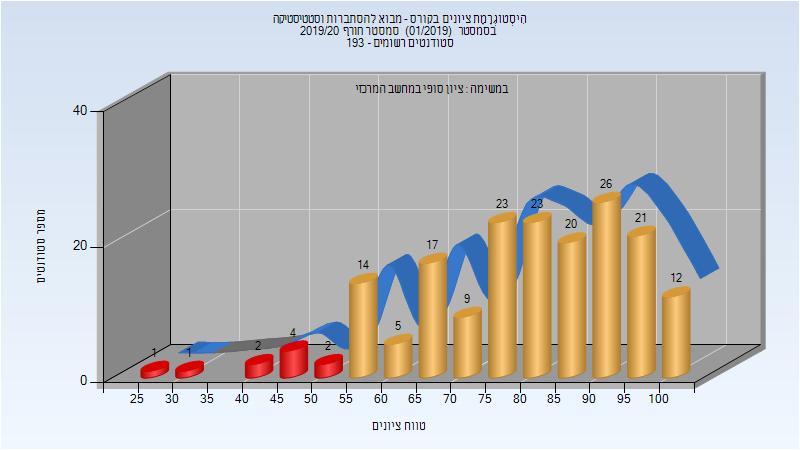 היסטוגרמת ציונים בקורס - מבוא להסתברות וסטטיסטיקה
בסמסטר (01/2019) סמסטר חורף 2019/20
סטודנטים רשומים - 193
במשימה : ציון סופי במחשב המרכזי
מספר סטודנטים
40
20
0
1
1
2
4
2
14
5
17
9
23
23
20
26
21
12
25 30 35 40 45 50 55 60 65 70 75 80 85 90 95 100
טווח ציונים